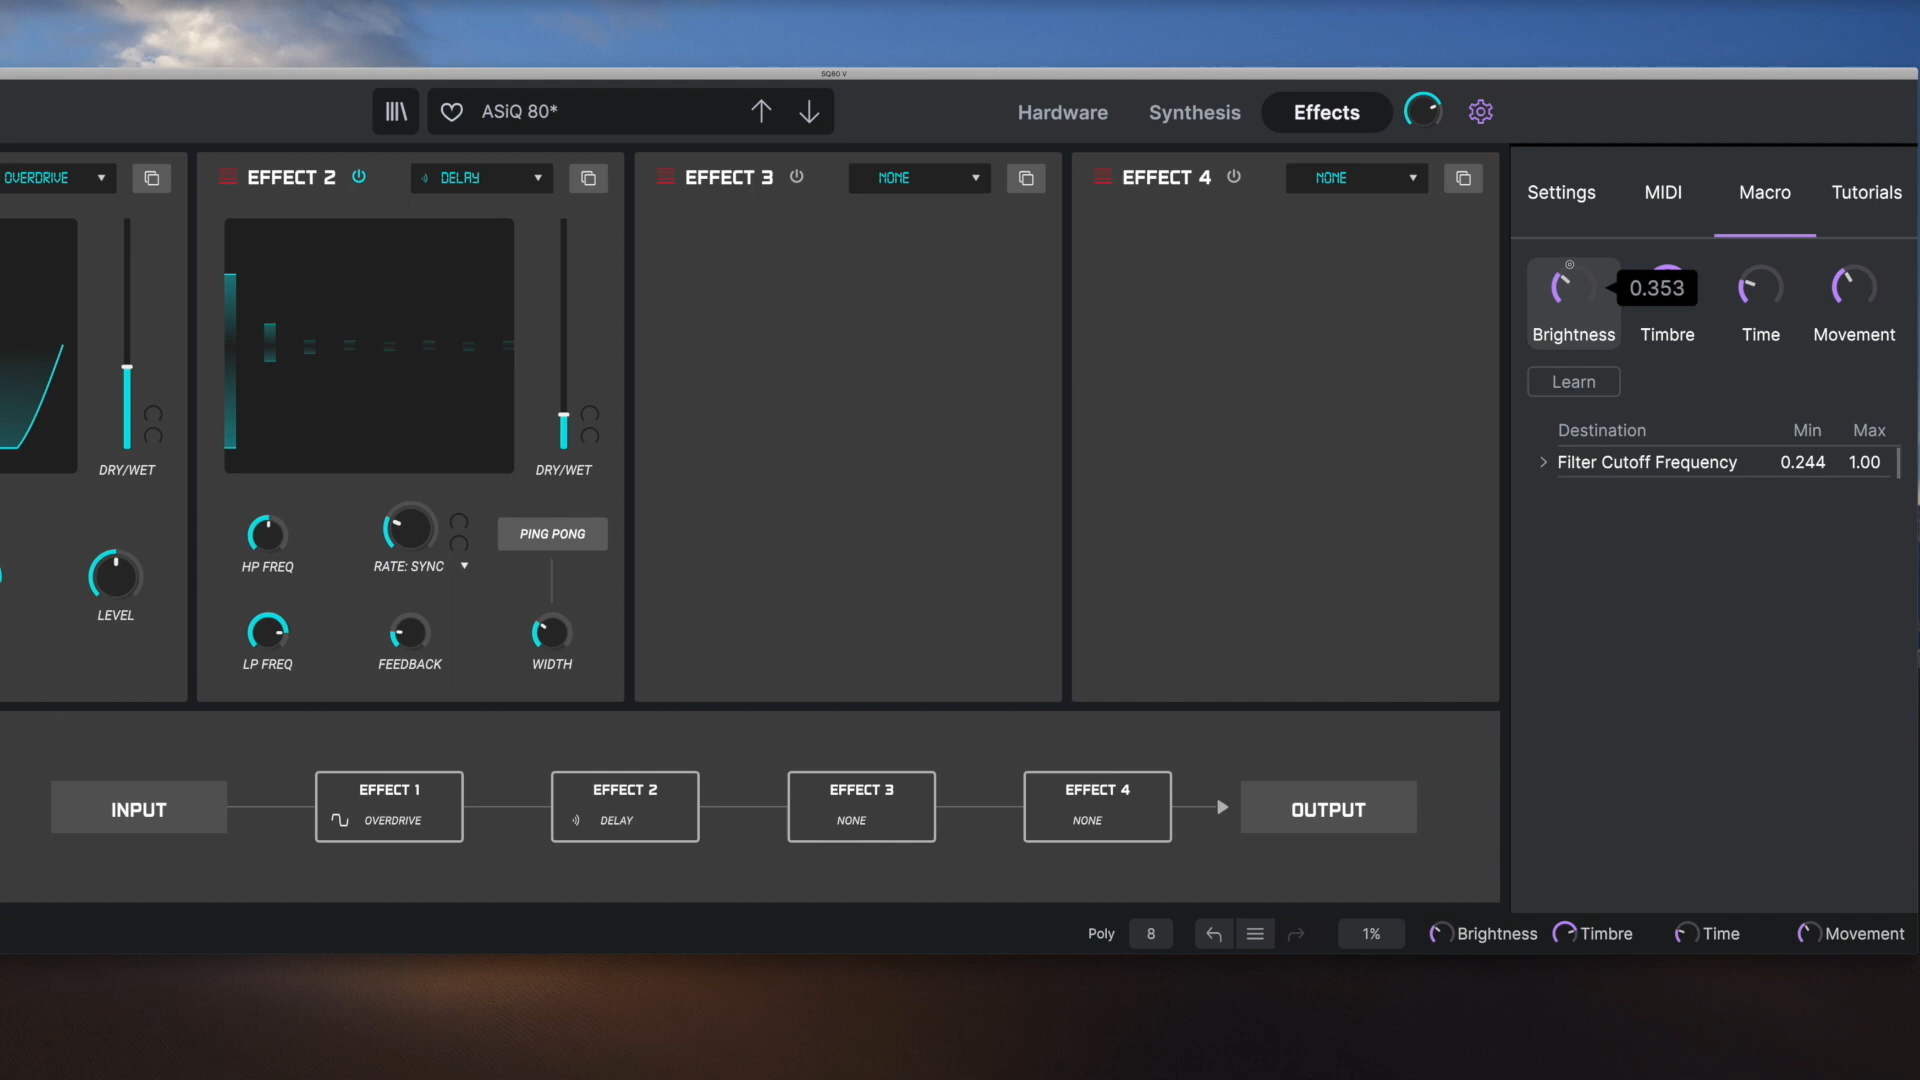 SQ80 V
ASiQ 80*
Hardware
Synthesis
Effects
OVERDRIVE
EFFECT 2
DELAY
EFFECT 3
NONE
EFFECT 4
NONE
Settings
MIDI
Macro
Tutorials
0.353
Brightness
Timbre
Time
Movement
Learn
Destination
Min
Max
Filter Cutoff Frequency
0.244
1.00
DRY/WET
DRY/WET
PING PONG
HP FREQ
RATE: SYNC
LEVEL
LP FREQ
FEEDBACK
WIDTH
INPUT
EFFECT 1
OVERDRIVE
EFFECT 2
DELAY
EFFECT 3
NONE
EFFECT 4
NONE
OUTPUT
Poly
8
1%
Brightness
Timbre
Time
Movement